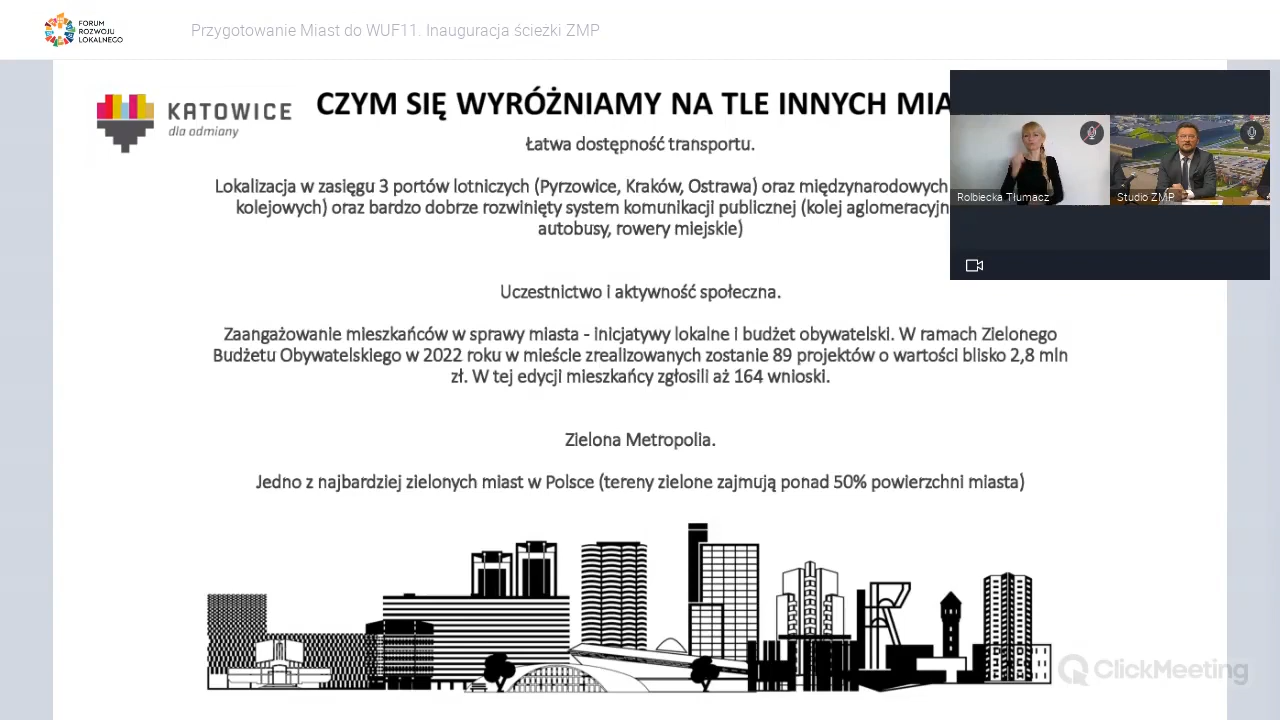 FORUM
ROZWOJU
LOKALNEGO
Przygotowanie Miast do WUF11. Inauguracja ścieżki ZMP
KATOWICE
dla odmiany
CZYM SIĘ WYRÓŻNIAMY NA TLE INNYCH
Łatwa dostępność transportu.
Lokalizacja w zasięgu 3 portów lotniczych (Pyrzowice, Kraków, Ostrawa) oraz międzynarodowych
kolejowych) oraz bardzo dobrze rozwinięty system komunikacji publicznej (kolej
autobusy, rowery miejskie)
Rolbiecka Tłumacz
Studio ZMP
Uczestnictwo i aktywność społeczna.
Zaangażowanie mieszkańców w sprawy miasta - inicjatywy lokalne i budżet obywatelski. W ramach Zielonego
Budżetu Obywatelskiego w 2022 roku w mieście zrealizowanych zostanie 89 projektów o wartości blisko 2,8 mln
zł. W tej edycji mieszkańcy zgłosili aż 164 wnioski.
Zielona Metropolia.
Jedno z najbardziej zielonych miast w Polsce (tereny zielone zajmują ponad 50% powierzchni miasta)
ClickMeeting